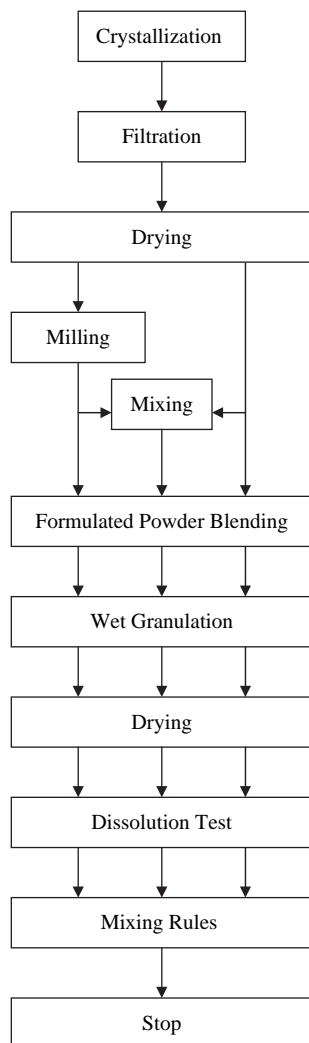 Crystallization
Filtration
Drying
Milling
Mixing
Formulated Powder Blending
Wet Granulation
Drying
Dissolution Test
Mixing Rules
Stop